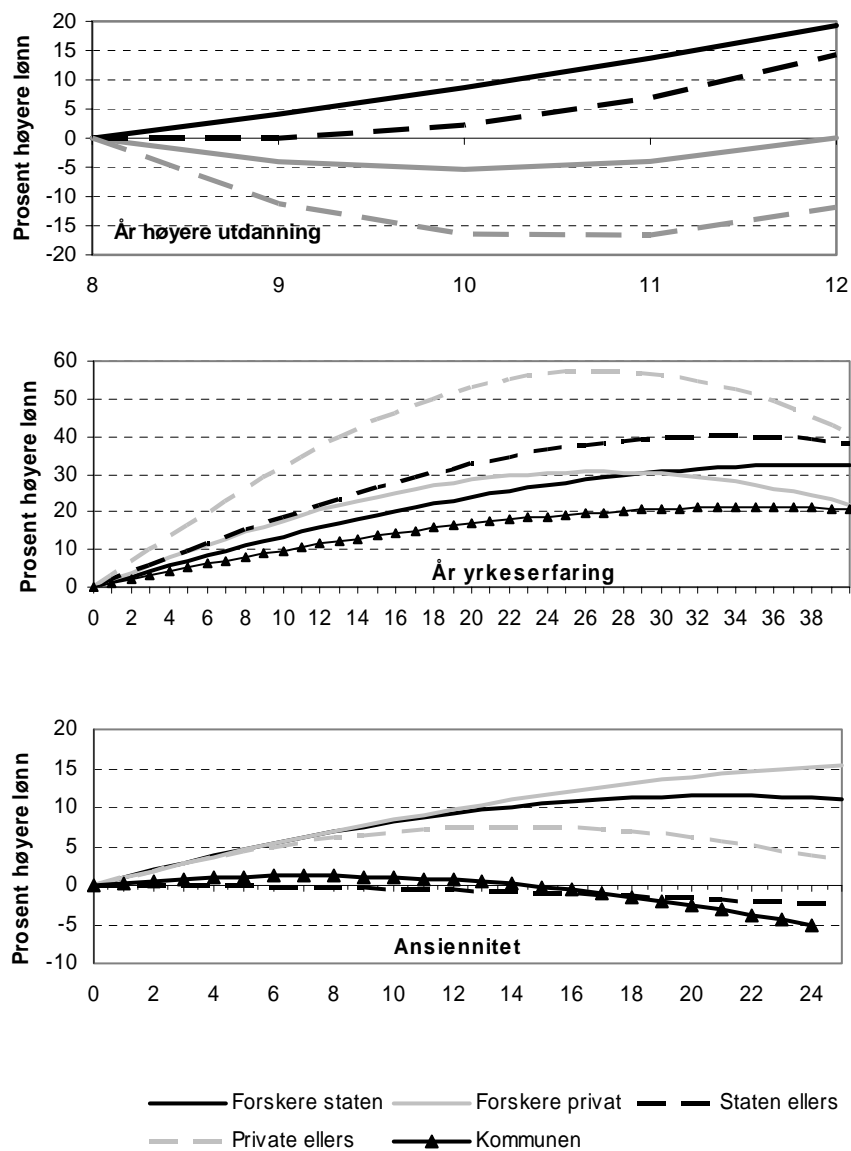 20
15
10
5
0
-5
-10
-15
-20
Prosent høyere lønn
År høyere utdanning
8 9 10 11 12
60
50
40
30
20
10
0
Prosent høyere lønn
År yrkeserfaring
0 2 4 6 8 10 12 14 16 18 20 22 24 26 28 30 32 34 36 38
20
15
10
5
0
-5
-10
Prosent høyere lønn
Ansiennitet
0 2 4 6 8 10 12 14 16 18 20 22 24
Forskere staten Forskere privat Staten ellers
Private ellers Kommunen